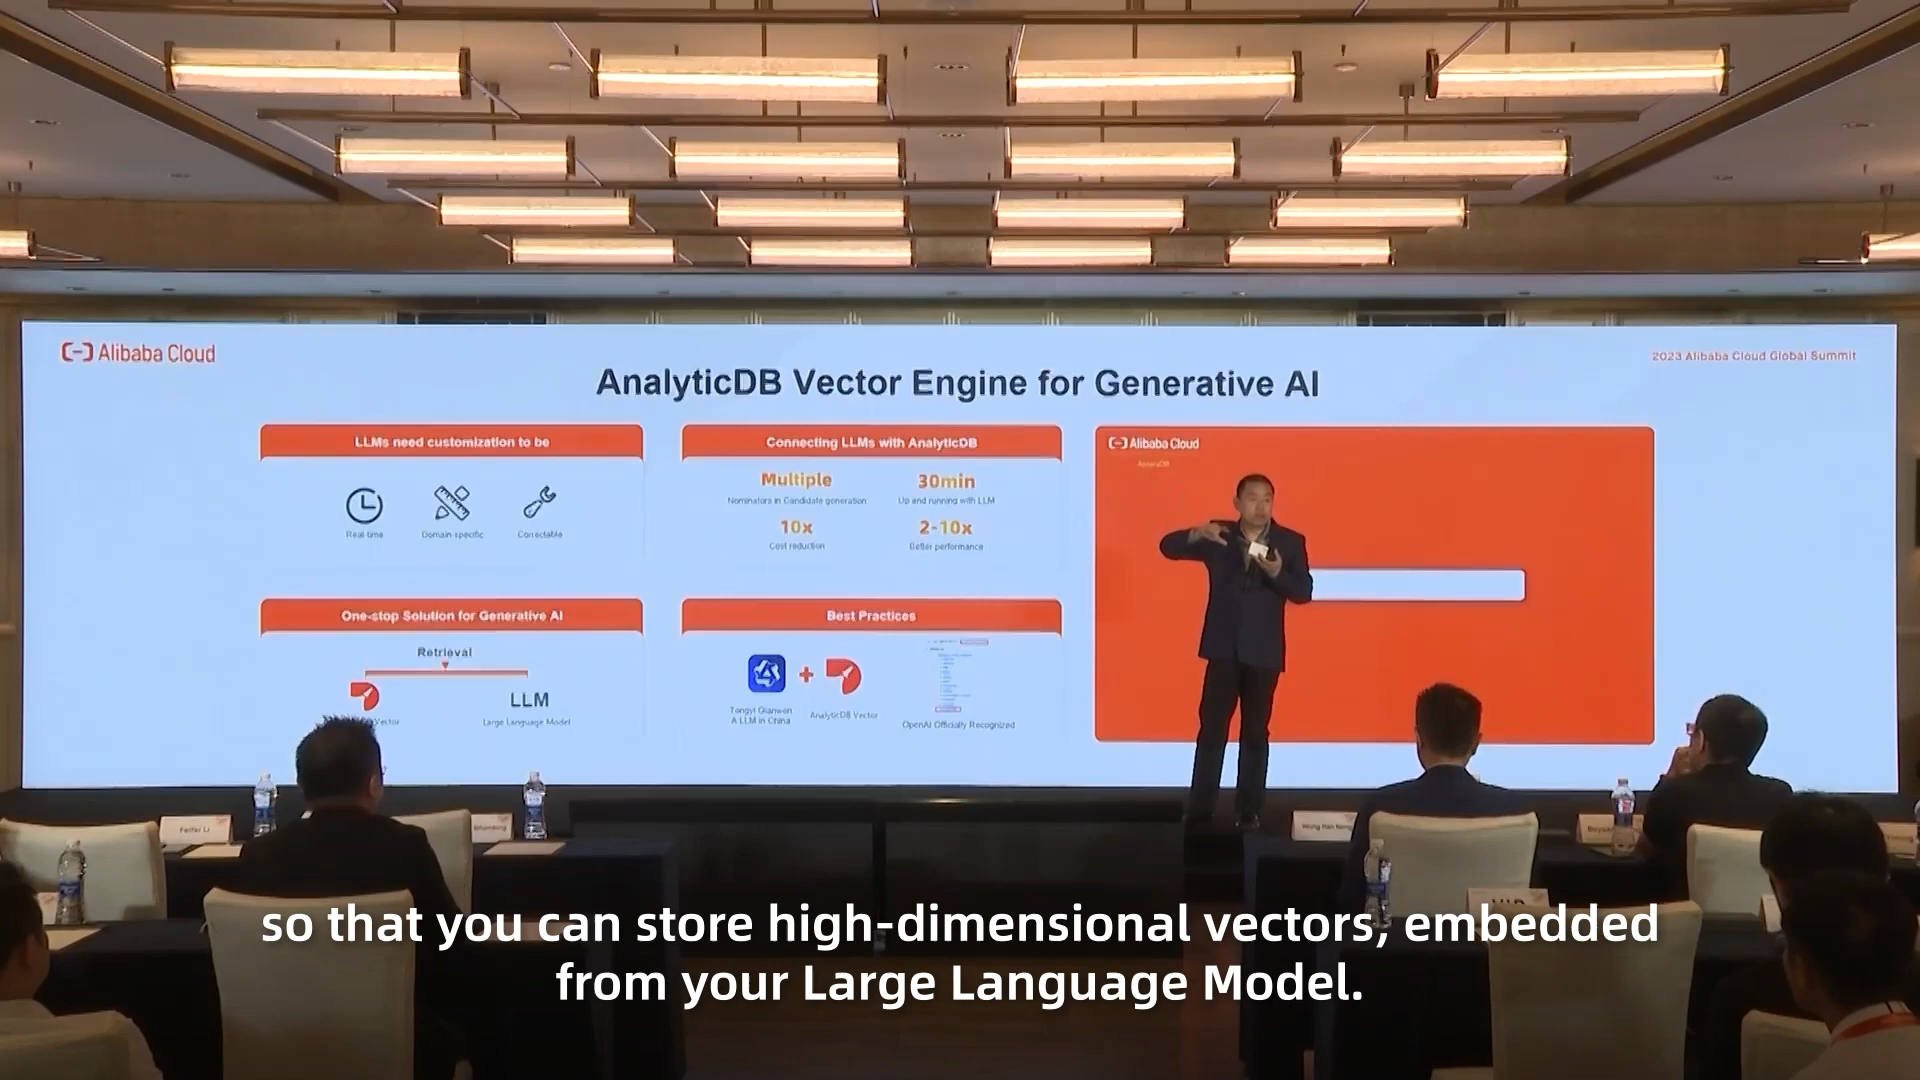 Alibaba Cloud
2023 Alibaba Cloud Global Summit
AnalyticDB Vector Engine for Generative AI
LLMs need customization to be
Real time
Domain-specific
Correctable
Connecting LLMs with AnalyticDB
Multiple
Nominators in Candidate generation
30min
Up and running with LLM
10x
Cost reduction
2-10x
Better performance
Alibaba Cloud
One-stop Solution for Generative AI
Retrieval
Vector
LLM
Large Language Model
Best Practices
+
Tongyi Qianwen
A LLM in China
AnalyticDB Vector
OpenAI Officially Recognized
Feifei Li
so that you can store high-dimensional vectors, embedded
from your Large Language Model.